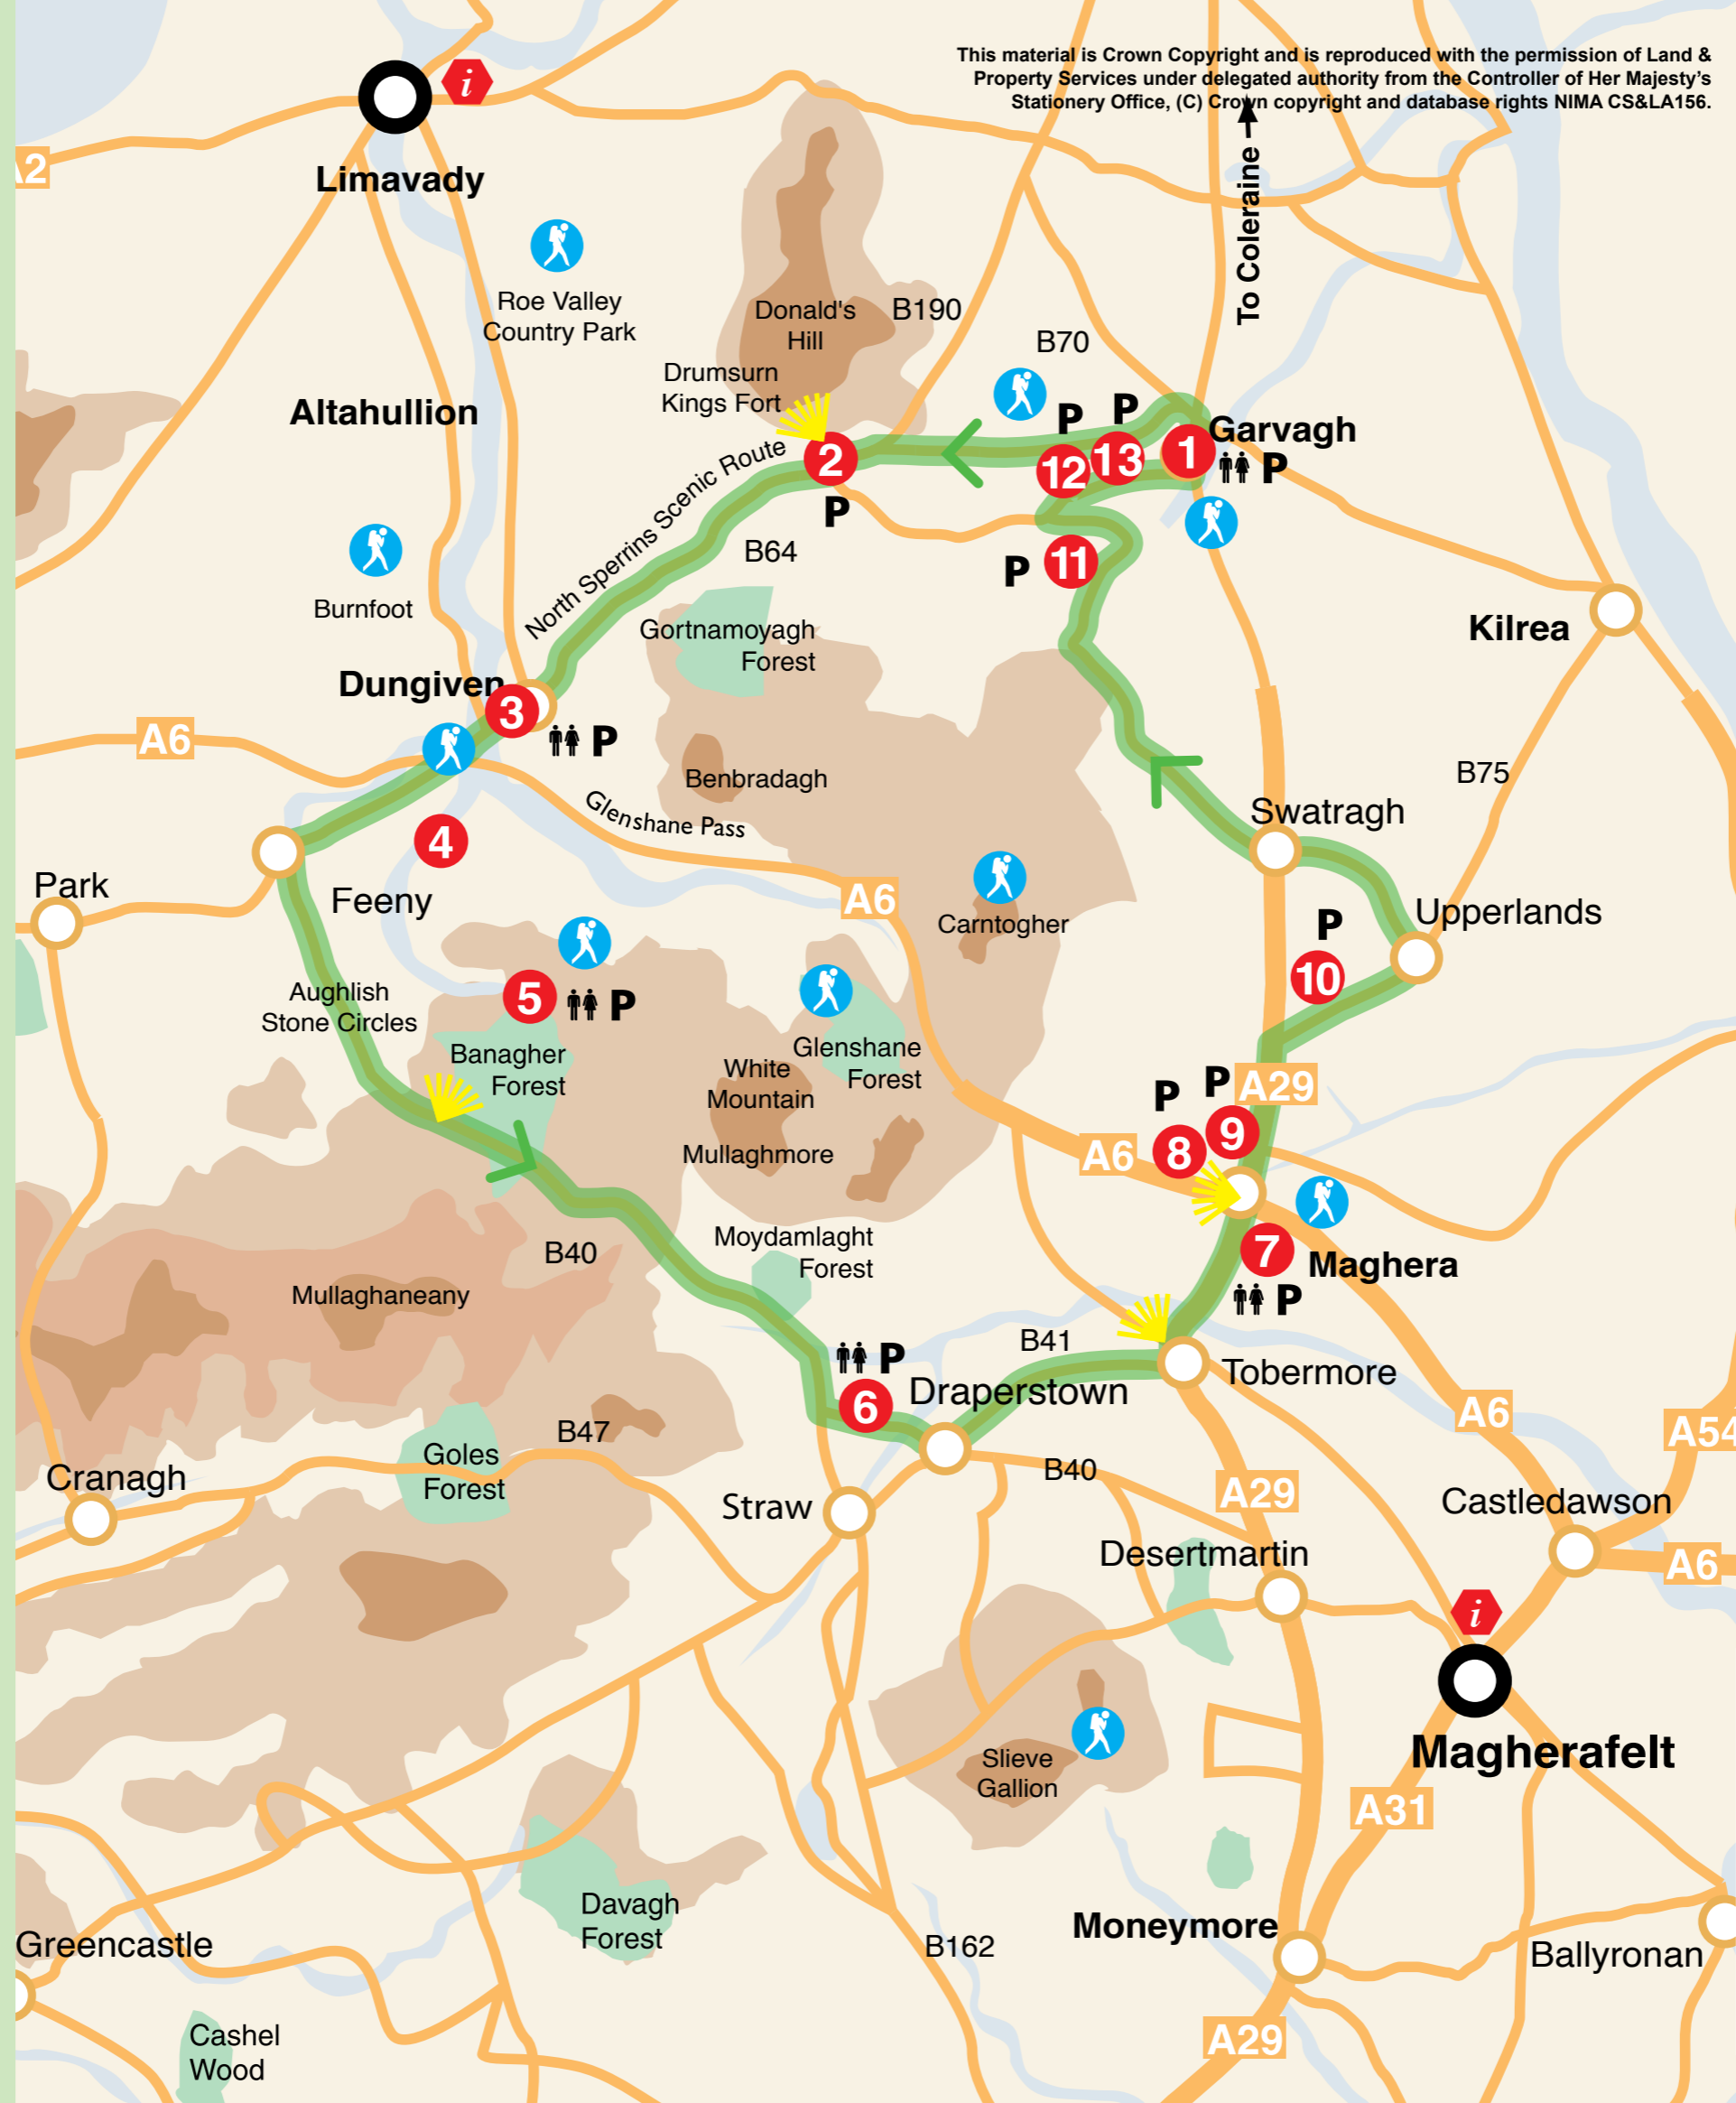 This material is Crown Copyright and is reproduced with the permission of Land &
Property Services under delegated authority from the Controller of Her Majesty's
Stationery Office, (C) Crown copyright and database rights NIMA CS&LA156.
i
A2
Limavady
To Coleraine
Roe Valley
Country Park
Donald's
Hill
B190
B70
Drumsurn
Kings Fort
Altahullion
P
P
Garvagh
1
P
2
12
13
P
North Sperrins Scenic Route
B64
11
P
Burnfoot
Gortnamoyagh
Forest
Kilrea
Dungiven
3
P
A6
Benbradagh
B75
Glenshane Pass
Swatragh
4
Park
Feeny
A6
Carntogher
Upperlands
P
10
5
P
Aughlish
Stone Circles
Banagher
Forest
Glenshane
Forest
White
Mountain
P
P
A29
9
8
A6
Mullaghmore
Moydamlaght
Forest
B40
7
Maghera
P
Mullaghaneany
B41
P
6
Draperstown
Tobermore
A6
A54
B47
Goles
Forest
B40
Cranagh
A29
Straw
Castledawson
Desertmartin
A6
i
Magherafelt
Slieve
Gallion
A31
Davagh
Forest
Moneymore
Greencastle
B162
Ballyronan
Cashel
Wood
A29